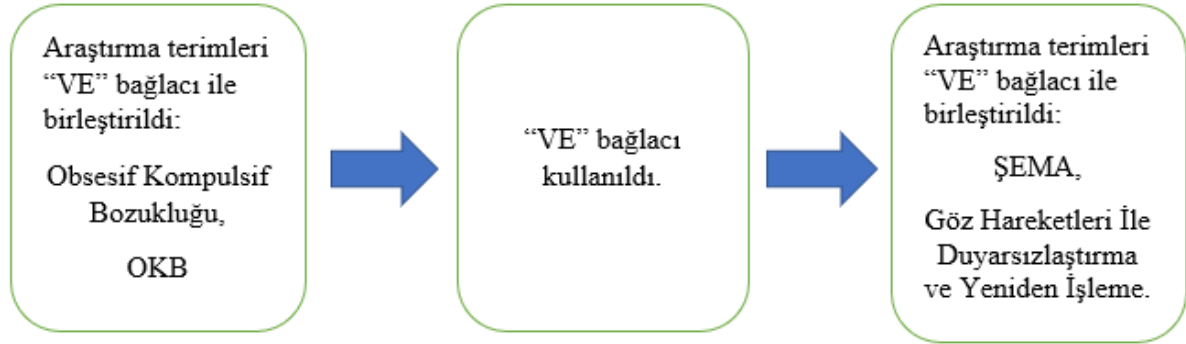 Araştırma terimleri
“VE” bağlacı ile
birleştirildi:
Obsesif Kompulsif
Bozukluğu,
OKB
“VE” bağlacı
kullanıldı.
Araştırma terimleri
“VE” bağlacı ile
birleştirildi:
ŞEMA,
Göz Hareketleri İle
Duyarsızlaştırma
ve Yeniden İşleme.